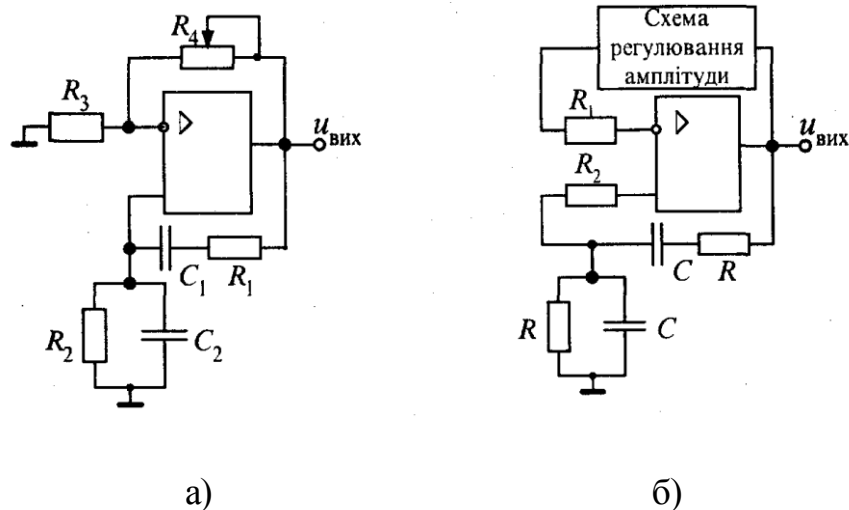 R4
R3
uвих
C1
R1
R2
C2
а)
Схема
регулювання
амплітуди
R1
uвих
R2
C
R
R
C
б)